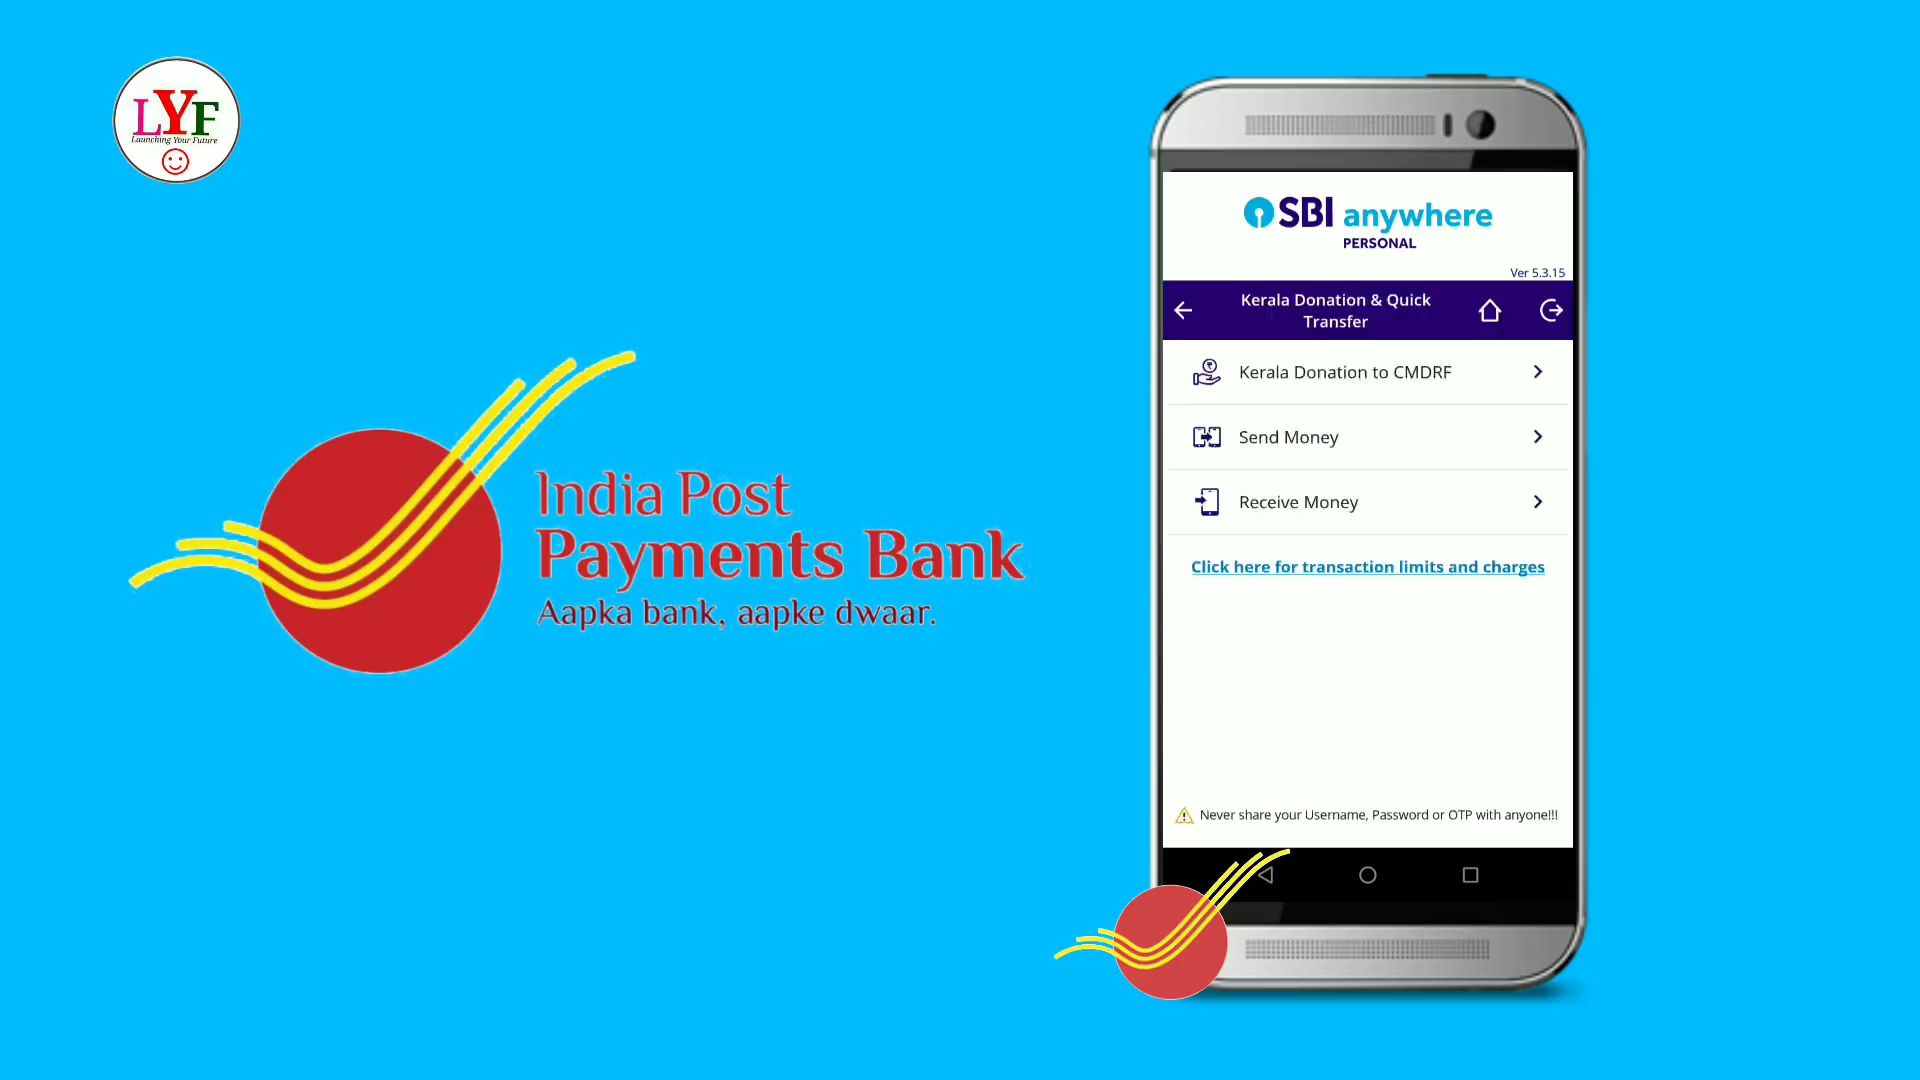 LYF
Launching Your Future
India Post
Payments Bank
Aapka bank, aapke dwaar.
SBI anywhere
PERSONAL
Ver 5.3.15
Kerala Donation & Quick
Transfer
Kerala Donation to CMDRF
Send Money
Receive Money
Click here for transaction limits and charges
Never share your Username, Password or OTP with anyone!!!